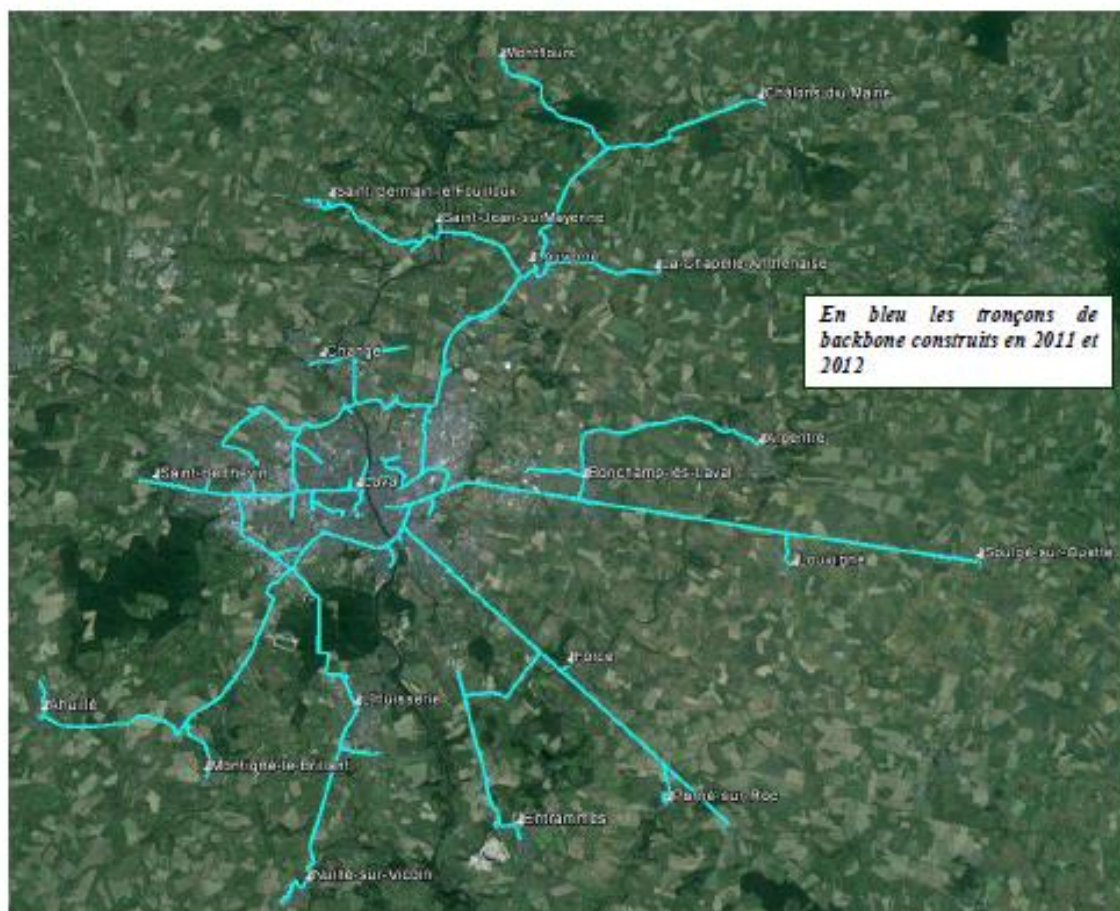 Montflours
Châlons-du-Maine
Saint-Germain-le-Fouilloux
Saint-Jean-sur-Mayenne
Louverné
La-Chapelle-Anthenaise
En bleu les tronçons de
backbone construits en 2011 et
2012
Changé
Argentré
Saint-Berthevin
Laval
Bonchamp-lès-Laval
Louvigné
Soulgé-sur-Ouette
Forcé
Ahuillé
L'Huisserie
Montigné-le-Brillant
Parné-sur-Roc
Entrammes
Nuillé-sur-Vicoin